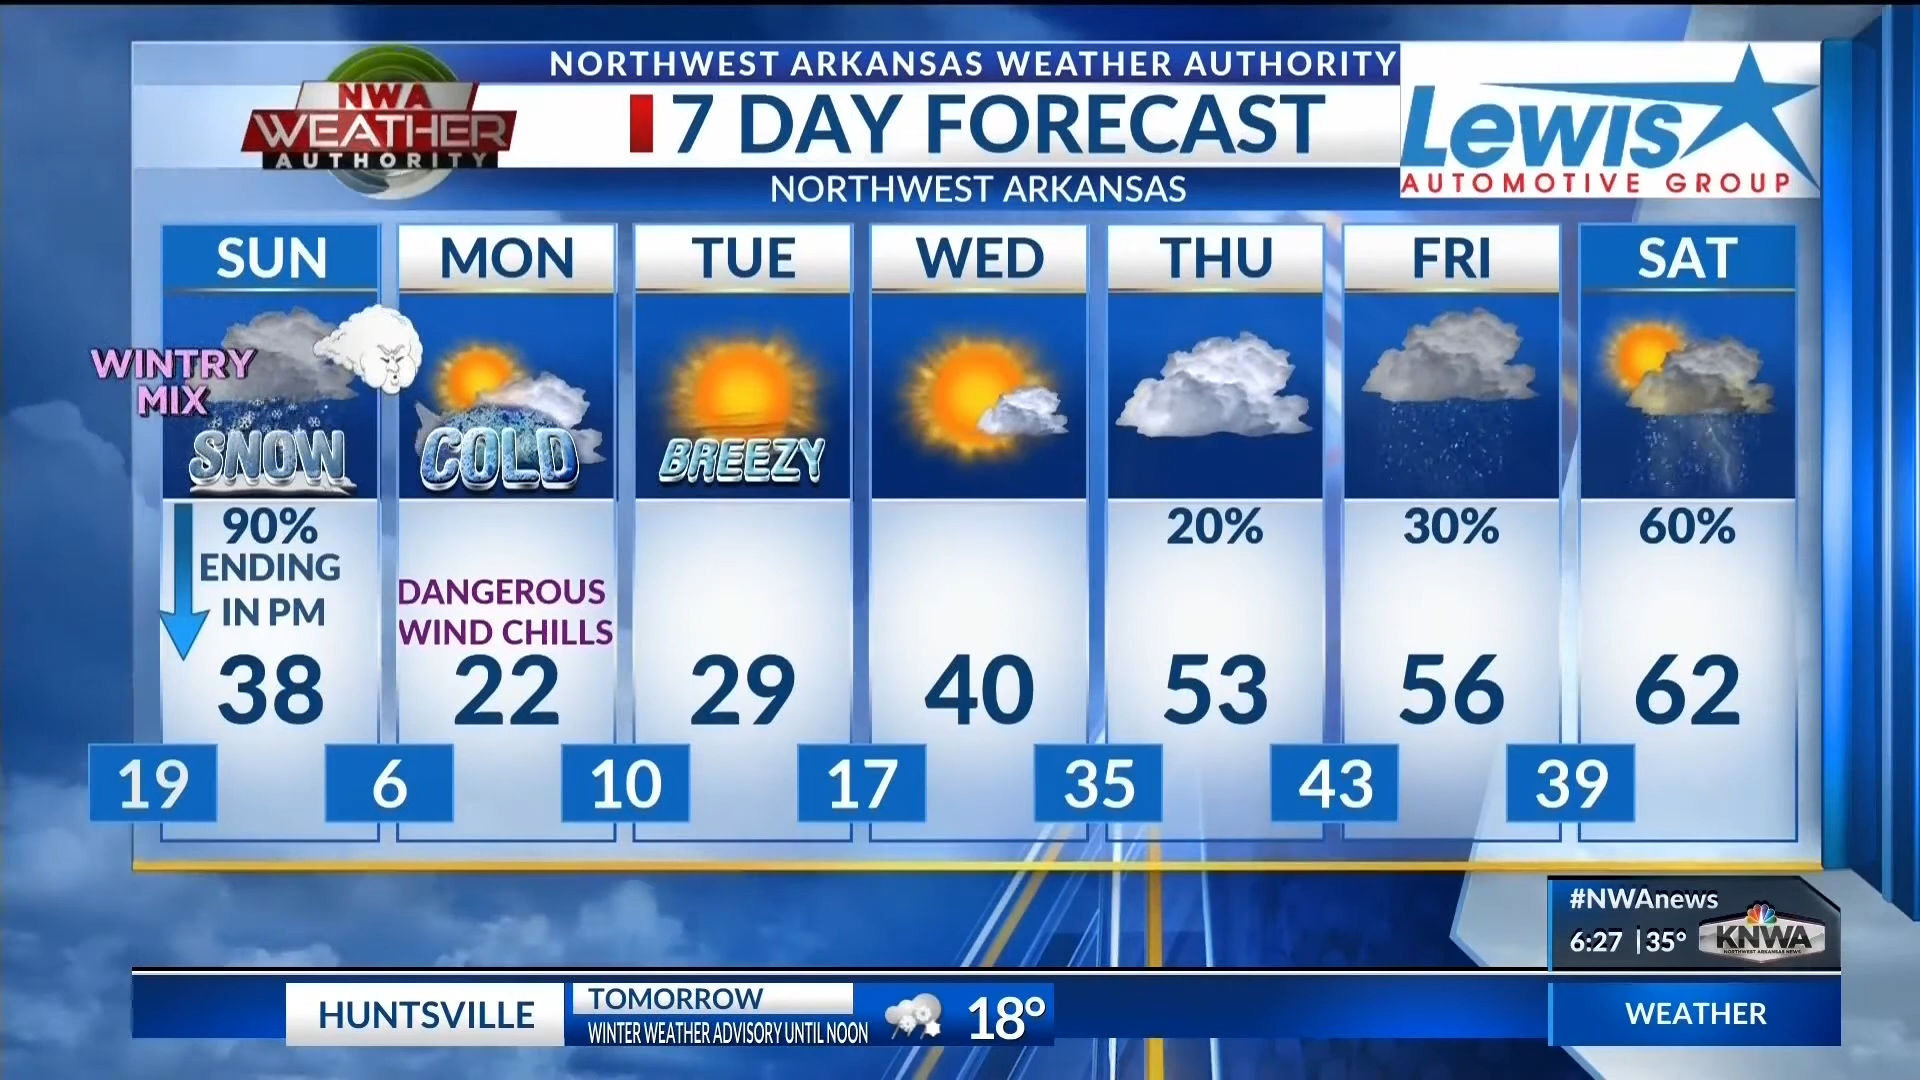 NORTHWEST ARKANSAS WEATHER AUTHORITY
NWA
WEATHER
AUTHORITY
7 DAY FORECAST
NORTHWEST ARKANSAS
Lewis
AUTOMOTIVE GROUP
SUN MON TUE WED THU FRI SAT
WINTRY
MIX
SNOW COLD BREEZY
90% 20% 30% 60%
ENDING
IN PM
DANGEROUS
WIND CHILLS
38 22 29 40 53 56 62
19 6 10 17 35 43 39
#NWAnews
6:27 | 35°
KNWA
NORTHWEST ARKANSAS NEWS
HUNTSVILLE
TOMORROW
WINTER WEATHER ADVISORY UNTIL NOON
18°
WEATHER